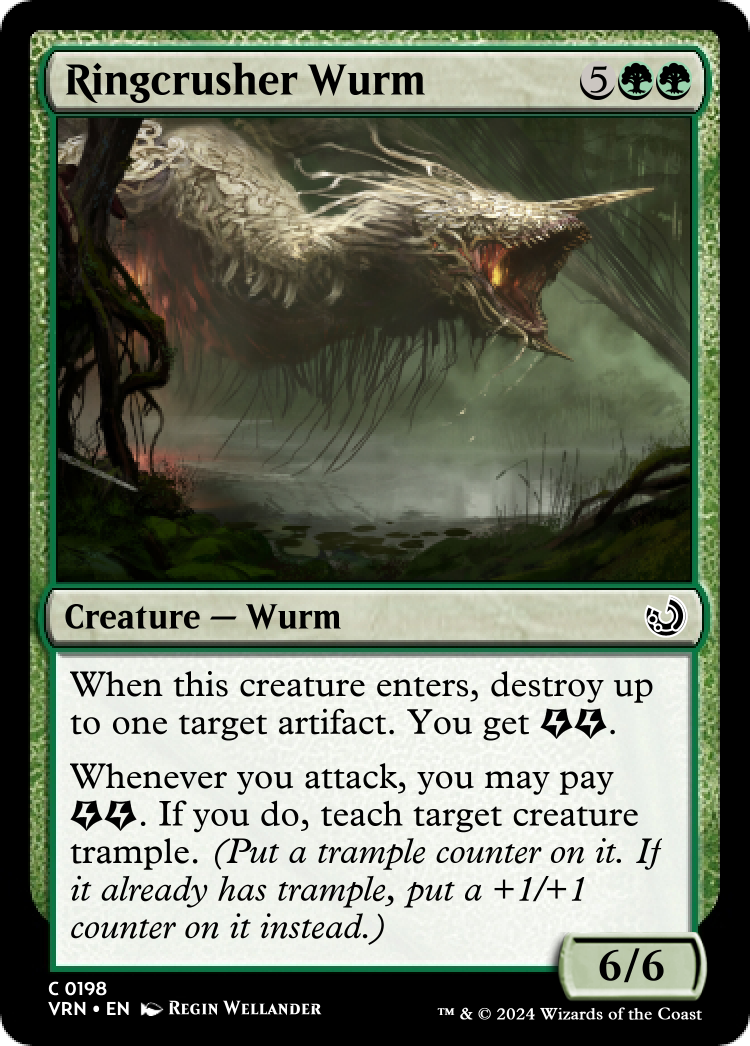 Ringcrusher Wurm 5
Creature — Wurm
When this creature enters, destroy up
to one target artifact. You get .
Whenever you attack, you may pay
. If you do, teach target creature
trample. (Put a trample counter on it. If
it already has trample, put a +1/+1
counter on it instead.)
6/6
C 0198
VRN • EN Regin Wellander
™ & © 2024 Wizards of the Coast